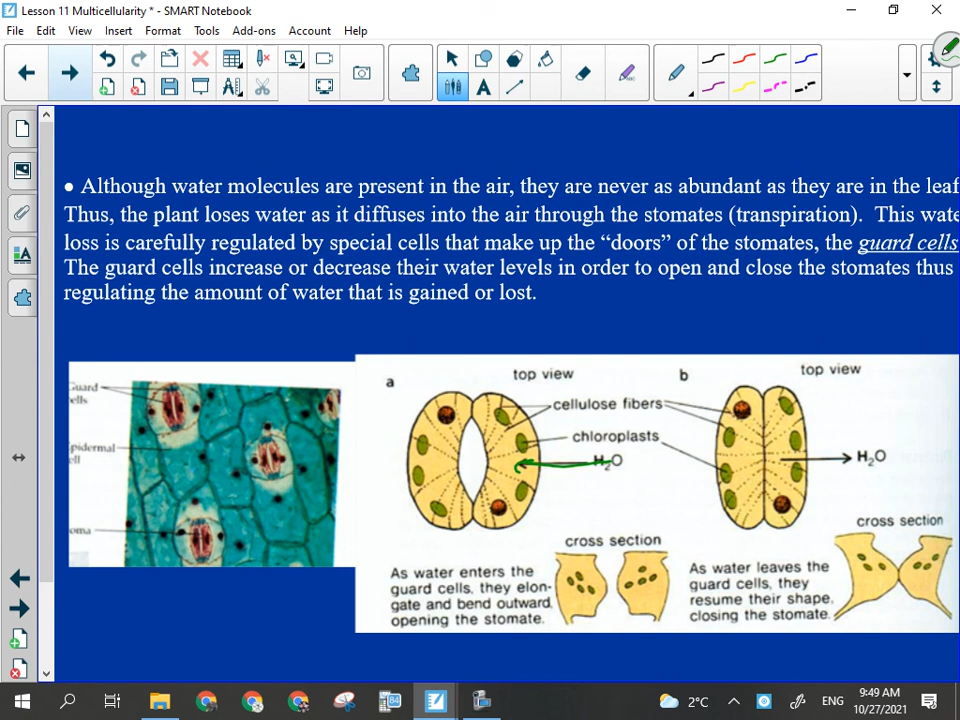 Lesson 11 Multicellularity * - SMART Notebook
File Edit View Insert Format Tools Add-ons Account Help
• Although water molecules are present in the air, they are never as abundant as they are in the leaf
Thus, the plant loses water as it diffuses into the air through the stomates (transpiration). This wate
loss is carefully regulated by special cells that make up the “doors” of the stomates, the guard cells
The guard cells increase or decrease their water levels in order to open and close the stomates thus
regulating the amount of water that is gained or lost.
Guard
ells
pidermal
ell
oma
a
top view
b
top view
cellulose fibers
chloroplasts
H₂O
H₂O
cross section
cross section
As water enters the
guard cells, they elon-
gate and bend outward,
opening the stomate.
As water leaves the
guard cells, they
resume their shape,
closing the stomate.
2°C
ENG
9:49 AM
10/27/2021